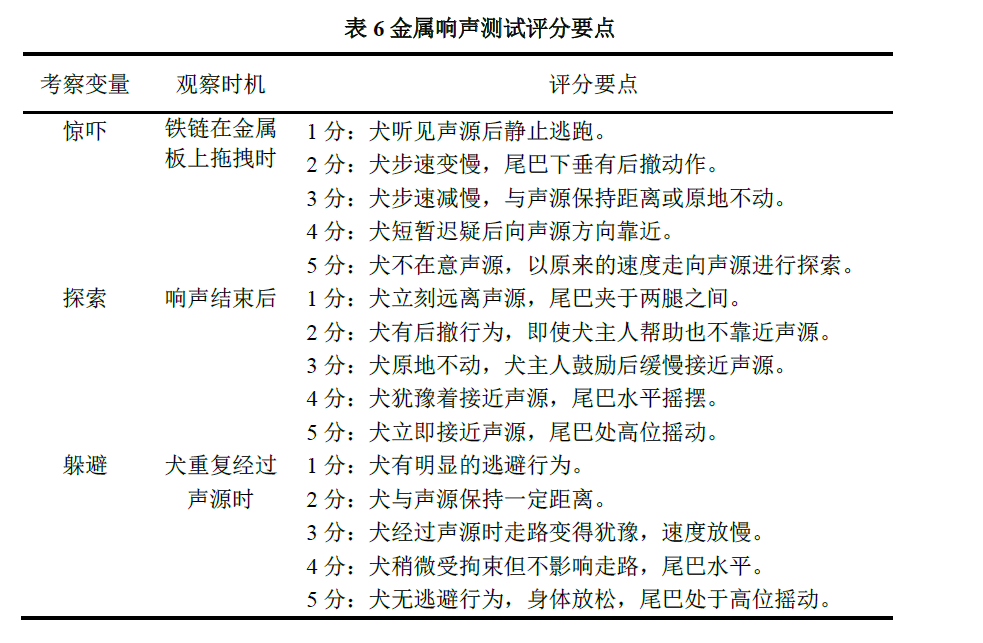 表 6 金属响声测试评分要点
考察变量 观察时机 评分要点
惊吓 铁链在金属板上拖拽时 1 分：犬听见声源后静止逃跑。
2 分：犬步速变慢，尾巴下垂有后撤动作。
3 分：犬步速减慢，与声源保持距离或原地不动。
4 分：犬短暂迟疑后向声源方向靠近。
5 分：犬不在意声源，以原来的速度走向声源进行探索。
探索 响声结束后 1 分：犬立刻远离声源，尾巴夹于两腿之间。
2 分：犬有后撤行为，即使犬主人帮助也不靠近声源。
3 分：犬原地不动，犬主人鼓励后缓慢接近声源。
4 分：犬犹豫着接近声源，尾巴水平摇摆。
5 分：犬立即接近声源，尾巴处高位摇动。
躲避 犬重复经过 1 分：犬有明显的逃避行为。
声源时 2 分：犬与声源保持一定距离。
3 分：犬经过声源时走路变得犹豫，速度放慢。
4 分：犬稍微受拘束但不影响走路，尾巴水平。
5 分：犬无逃避行为，身体放松，尾巴处于高位摇动。